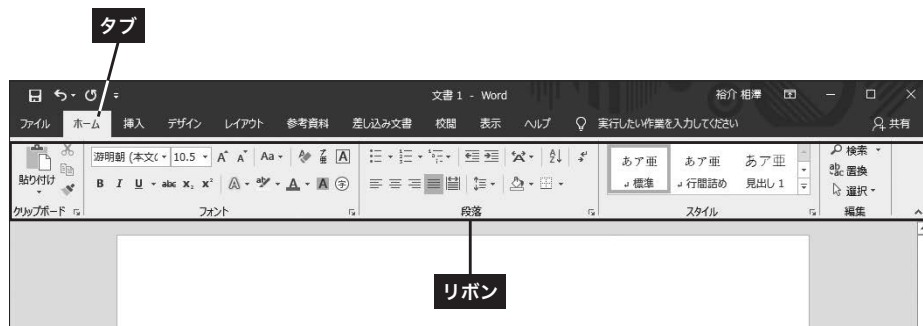 タブ
文書 1 - Word
裕介 相澤
ファイル ホーム 挿入 デザイン レイアウト 参考資料 差し込み文書 校閲 表示 ヘルプ 実行したい作業を入力してください 共有
游明朝 (本文( 10.5 A A Aa A
検索
あア亜 あア亜 あア亜
置換
貼り付け
B I U abc x₂ x² A aby A A 字
標準 行間詰め 見出し 1
選択
クリップボード フォント 段落 スタイル 編集
リボン